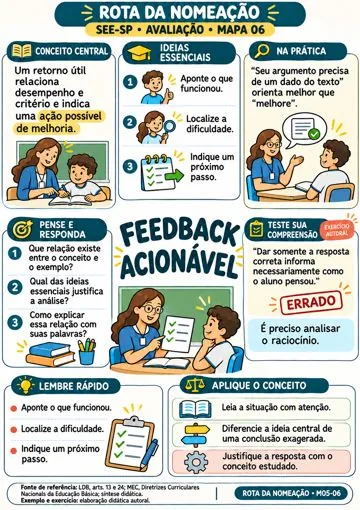 ROTA DA NOMEAÇÃO
SEE-SP • AVALIAÇÃO • MAPA 06
CONCEITO CENTRAL
Um retorno útil
relaciona
desempenho e
critério e indica
uma ação possível
de melhoria.
IDEIAS
ESSENCIAIS
1
Aponte o que
funcionou.
2
Localize a
dificuldade.
3
Indique um
próximo
passo.
NA PRÁTICA
“Seu argumento precisa
de um dado do texto”
orienta melhor que
“melhore”.
PENSE E
RESPONDA
1
Que relação existe
entre o conceito e
o exemplo?
2
Qual das ideias
essenciais justifica
a análise?
3
Como explicar
essa relação com
suas palavras?
FEEDBACK
ACIONÁVEL
TESTE SUA
COMPREENSÃO
EXERCÍCIO
AUTORAL
“Dar somente a resposta
correta informa
necessariamente como
o aluno pensou.”
ERRADO
É preciso analisar
o raciocínio.
LEMBRE RÁPIDO
Aponte o que funcionou.
Localize a dificuldade.
Indique um próximo
passo.
APLIQUE O CONCEITO
Leia a situação com atenção.
Diferencie a ideia central de
uma conclusão exagerada.
Justifique a resposta com o
conceito estudado.
Fonte de referência: LDB, arts. 13 e 24; MEC, Diretrizes Curriculares
Nacionais da Educação Básica; síntese didática.
Exemplo e exercício: elaboração didática autoral.
ROTA DA NOMEAÇÃO | M05-06